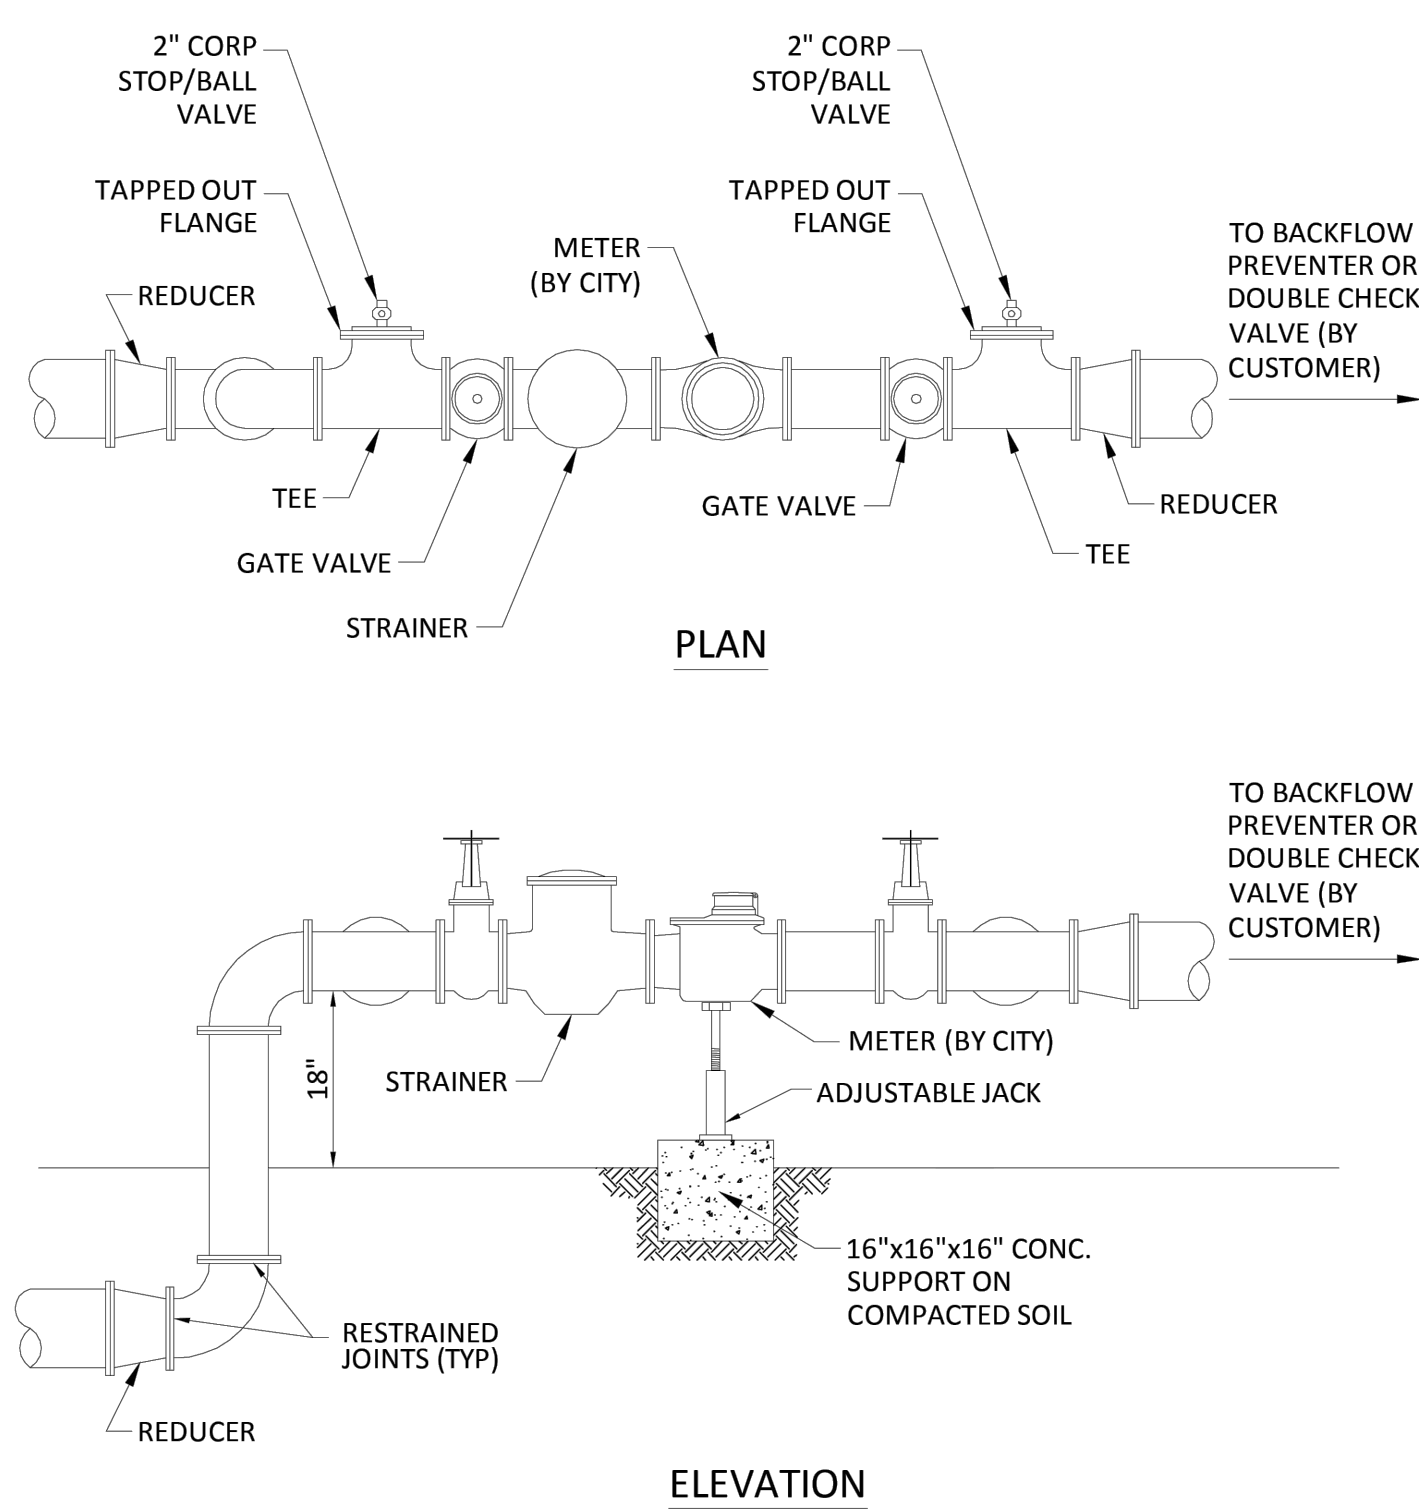 2" CORP
STOP/BALL
VALVE
2" CORP
STOP/BALL
VALVE
TAPPED OUT
FLANGE
TAPPED OUT
FLANGE
METER
(BY CITY)
TO BACKFLOW
PREVENTER OR
DOUBLE CHECK
VALVE (BY
CUSTOMER)
REDUCER
TEE
GATE VALVE
STRAINER
GATE VALVE
REDUCER
TEE
PLAN
TO BACKFLOW
PREVENTER OR
DOUBLE CHECK
VALVE (BY
CUSTOMER)
METER (BY CITY)
STRAINER
18"
ADJUSTABLE JACK
16"x16"x16" CONC.
SUPPORT ON
COMPACTED SOIL
RESTRAINED
JOINTS (TYP)
REDUCER
ELEVATION